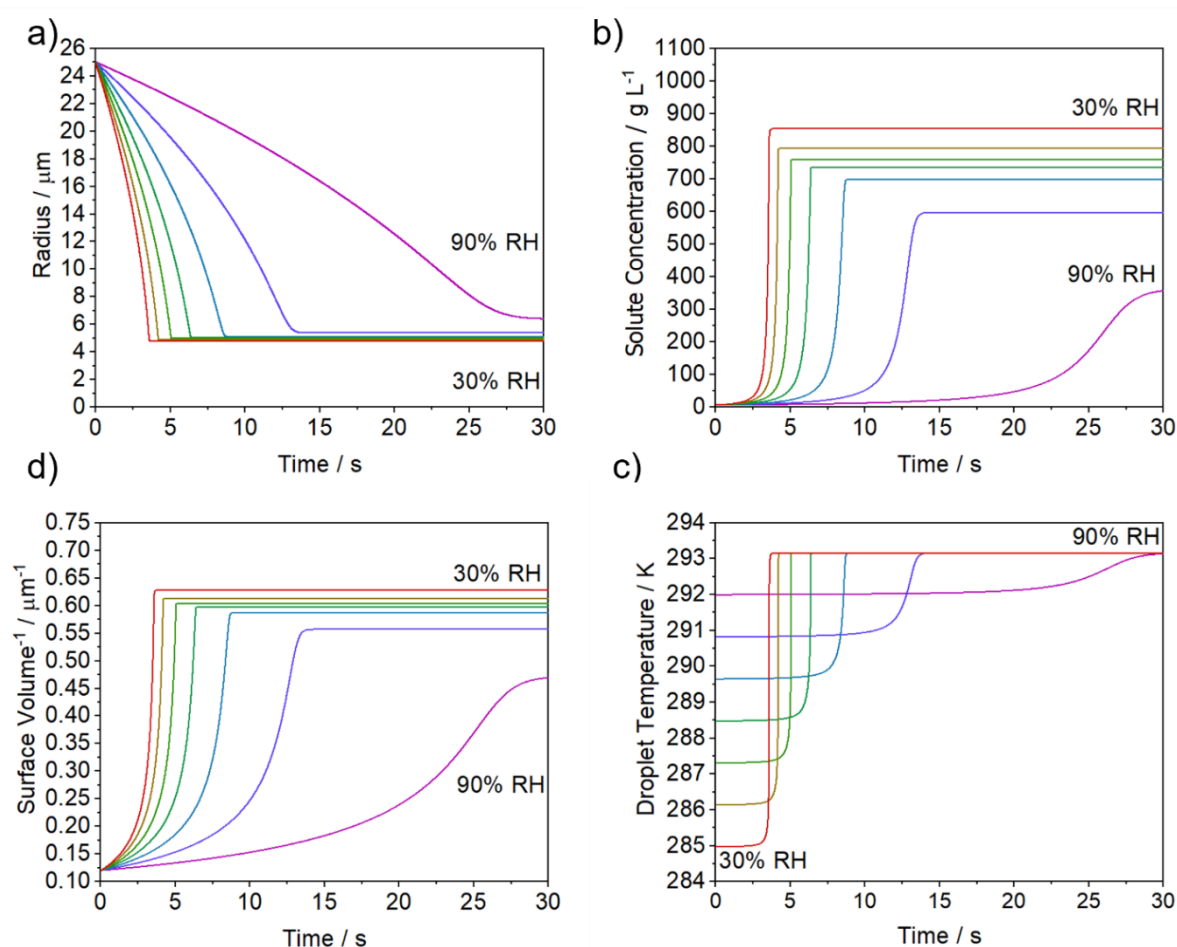 a)
26
24
22
20
18
16
14
12
10
8
6
4
2
0
Radius / μm
90% RH
30% RH
0 5 10 15 20 25 30
Time / s
b)
1100
1000
900
800
700
600
500
400
300
200
100
0
Solute Concentration / g L⁻¹
30% RH
90% RH
0 5 10 15 20 25 30
Time / s
d)
0.75
0.70
0.65
0.60
0.55
0.50
0.45
0.40
0.35
0.30
0.25
0.20
0.15
0.10
Surface Volume⁻¹ / μm⁻¹
30% RH
90% RH
0 5 10 15 20 25 30
Time / s
c)
294
293
292
291
290
289
288
287
286
285
284
Droplet Temperature / K
90% RH
30% RH
0 5 10 15 20 25 30
Time / s